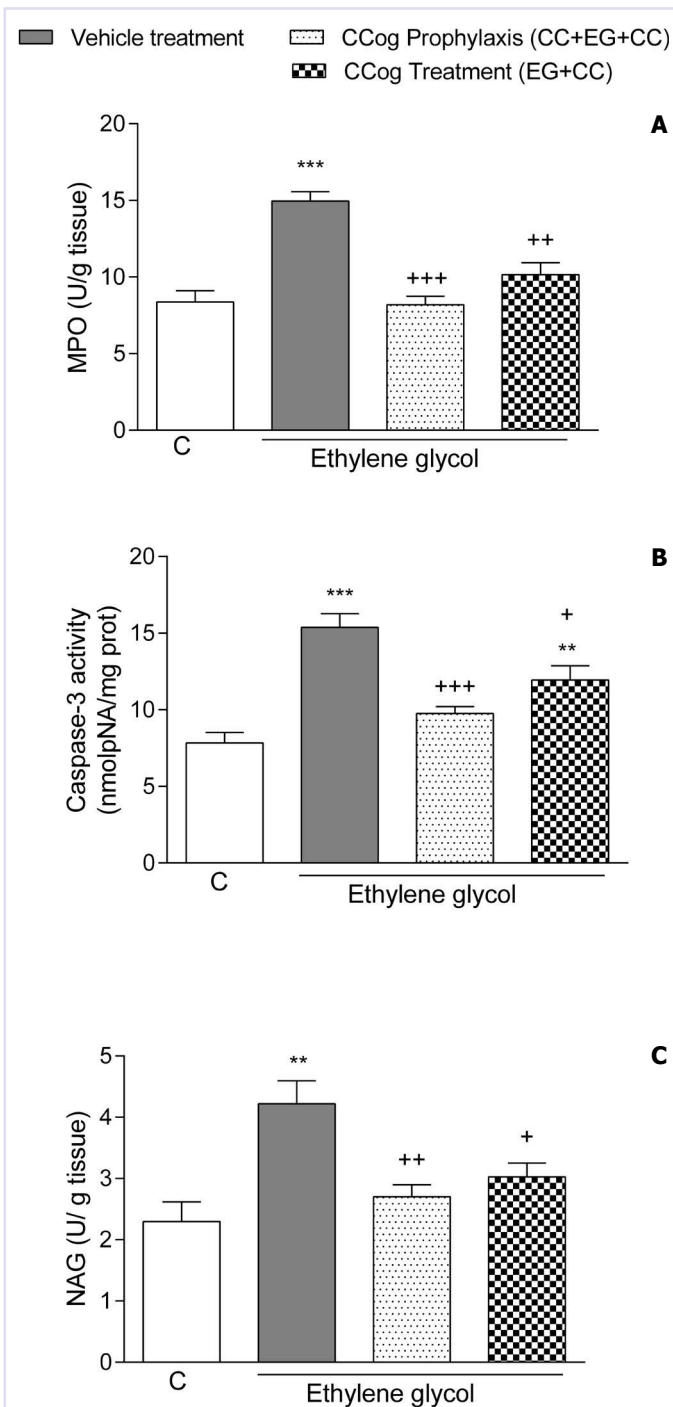 Vehicle treatment
CCog Prophylaxis (CC+EG+CC)
CCog Treatment (EG+CC)
A
MPO (U/g tissue)
20
15
10
5
0
***
+++
++
C
Ethylene glycol
B
Caspase-3 activity
(nmolpNA/mg prot)
20
15
10
5
0
***
+++
+
**
C
Ethylene glycol
C
NAG (U/ g tissue)
5
4
3
2
1
0
**
++
+
C
Ethylene glycol